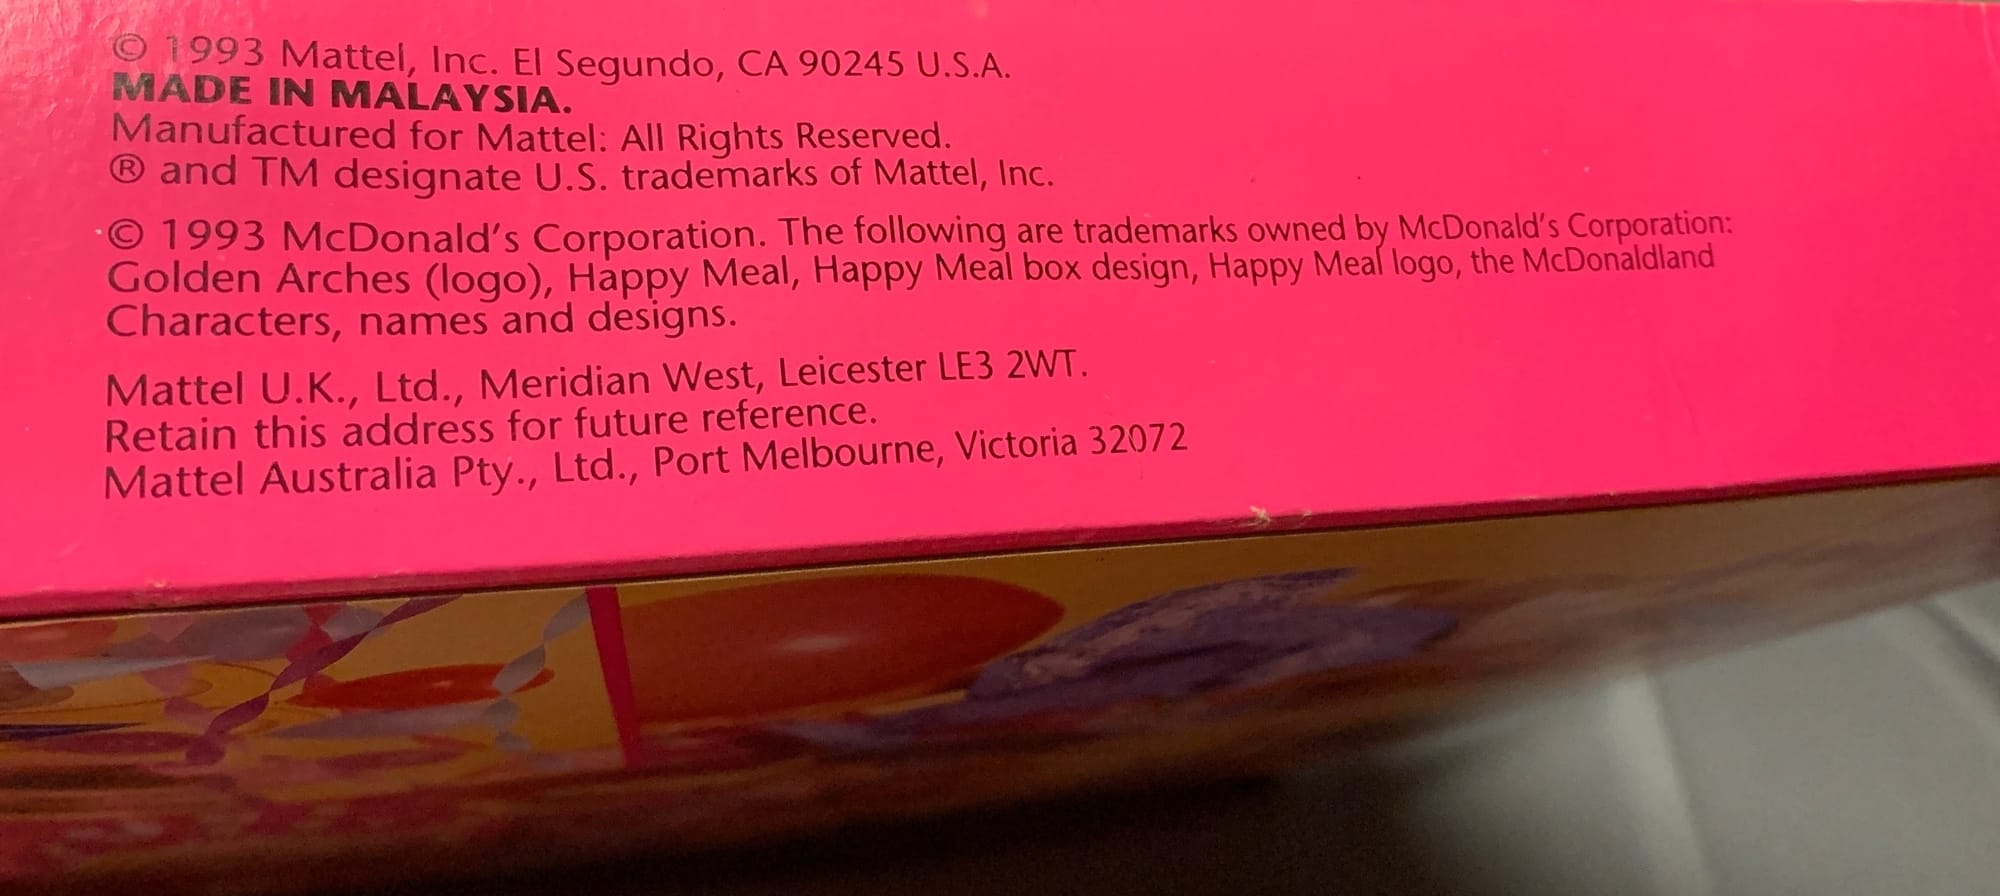 © 1993 Mattel, Inc. El Segundo, CA 90245 U.S.A.
MADE IN MALAYSIA.
Manufactured for Mattel: All Rights Reserved.
® and TM designate U.S. trademarks of Mattel, Inc.
© 1993 McDonald's Corporation. The following are trademarks owned by McDonald's Corporation:
Golden Arches (logo), Happy Meal, Happy Meal box design, Happy Meal logo, the McDonaldland
Characters, names and designs.
Mattel U.K., Ltd., Meridian West, Leicester LE3 2WT.
Retain this address for future reference.
Mattel Australia Pty., Ltd., Port Melbourne, Victoria 32072